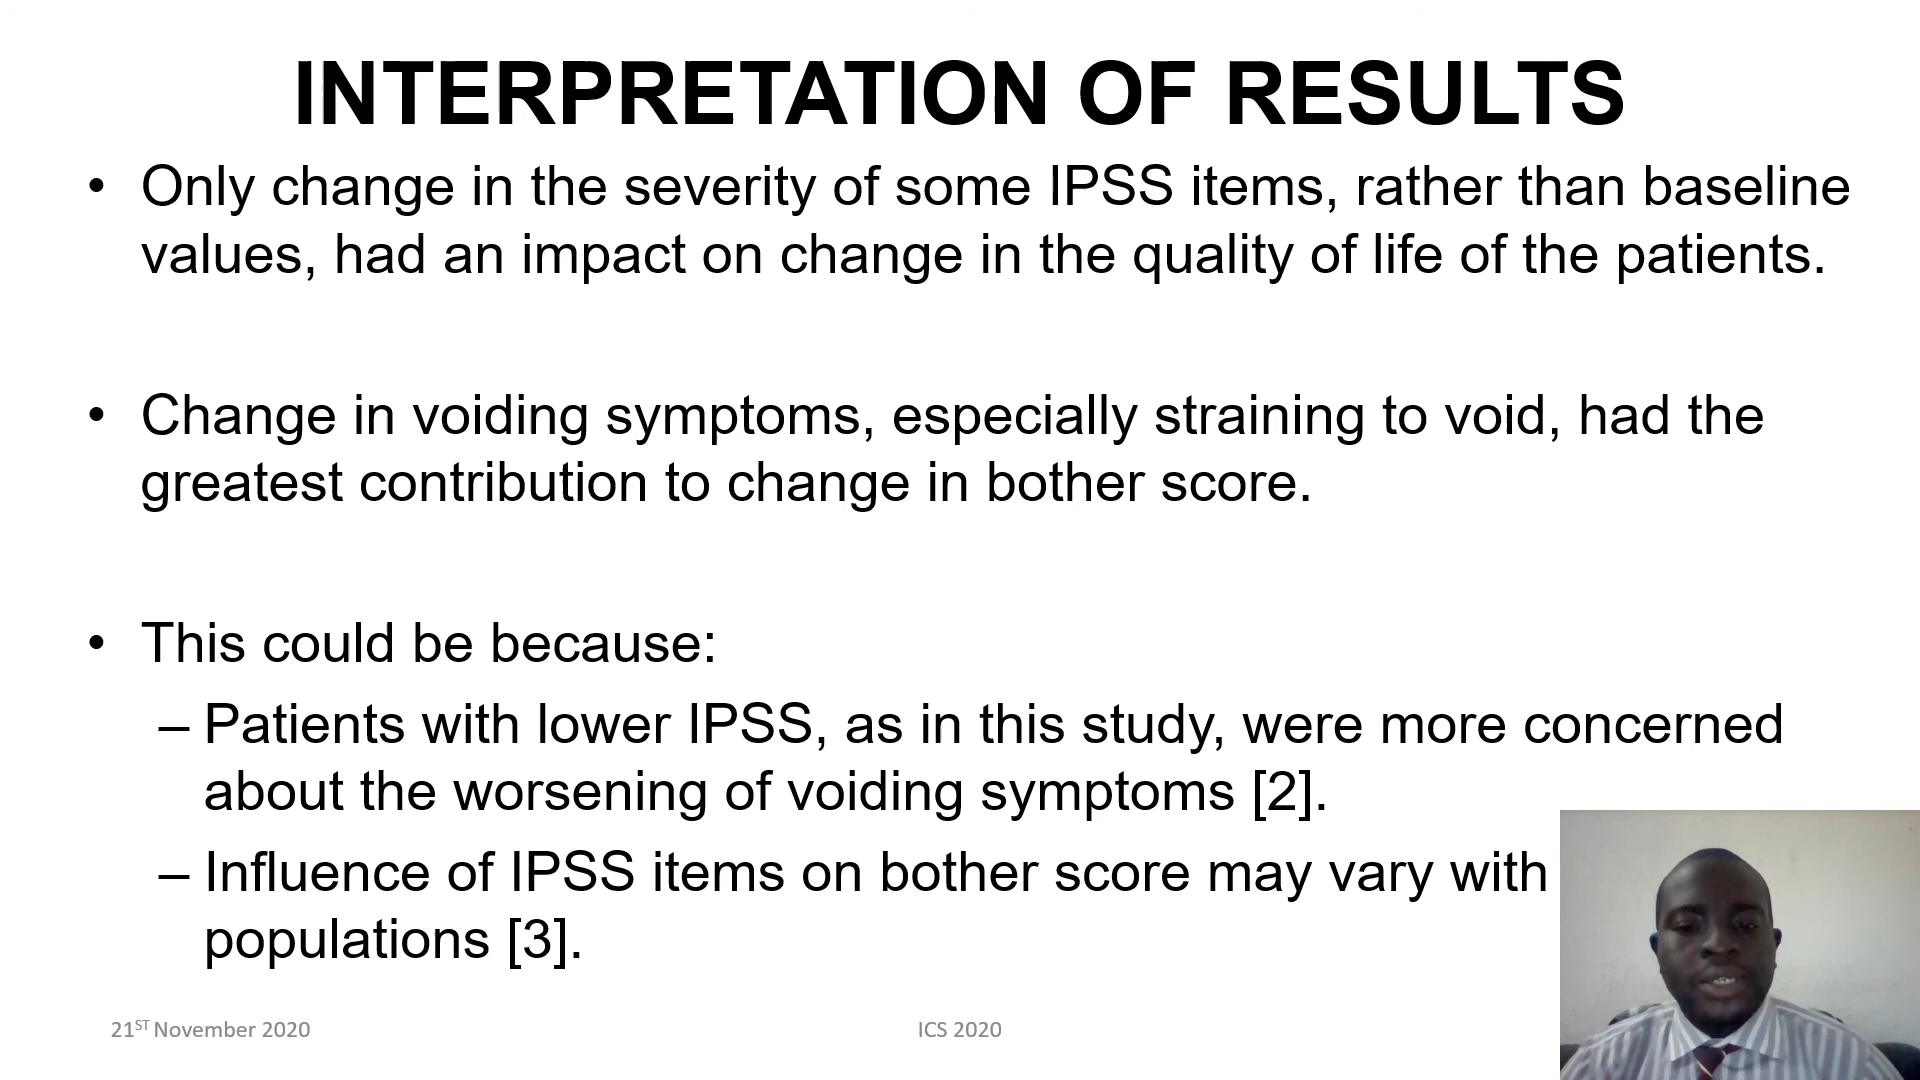 INTERPRETATION OF RESULTS
• Only change in the severity of some IPSS items, rather than baseline
values, had an impact on change in the quality of life of the patients.
• Change in voiding symptoms, especially straining to void, had the
greatest contribution to change in bother score.
• This could be because:
– Patients with lower IPSS, as in this study, were more concerned
about the worsening of voiding symptoms [2].
– Influence of IPSS items on bother score may vary with
populations [3].
21ST November 2020
ICS 2020